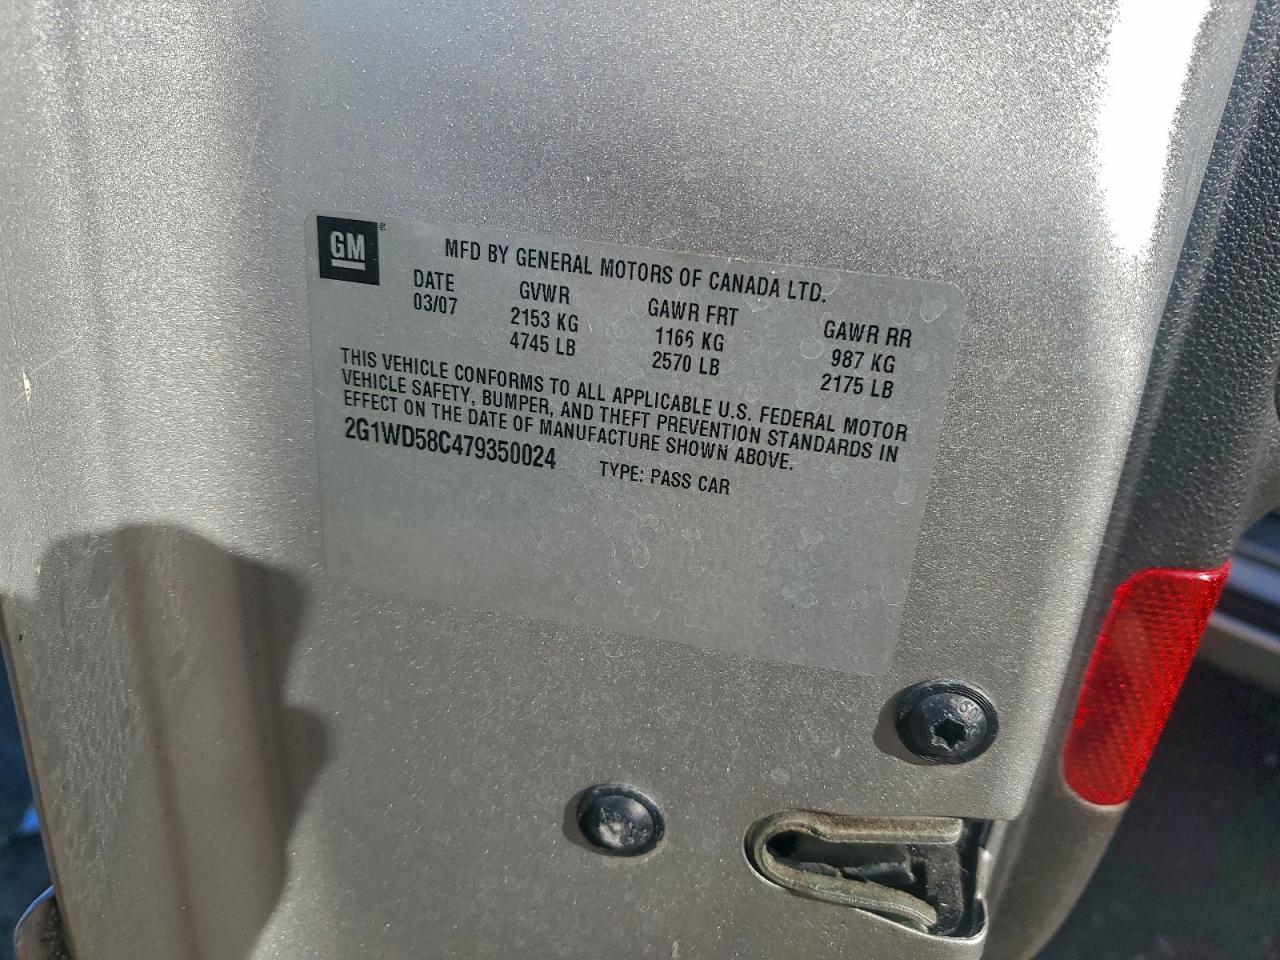 GM
MFD BY GENERAL MOTORS OF CANADA LTD.
DATE GVWR GAWR FRT GAWR RR
03/07 2153 KG 1166 KG 987 KG
4745 LB 2570 LB 2175 LB
THIS VEHICLE CONFORMS TO ALL APPLICABLE U.S. FEDERAL MOTOR
VEHICLE SAFETY, BUMPER, AND THEFT PREVENTION STANDARDS IN
EFFECT ON THE DATE OF MANUFACTURE SHOWN ABOVE.
2G1WD58C479350024 TYPE: PASS CAR